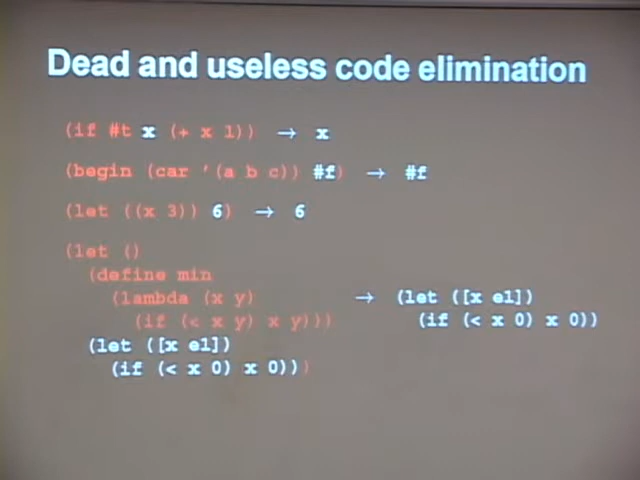 Dead and useless code elimination
(if #t x (+ x 1)) → x
(begin (car '(a b c)) #f) → #f
(let ((x 3)) 6) → 6
(let ()
(define min
(lambda (x y)
(if (< x y) x y)))
(let ([x e1])
(if (< x 0) x 0)))
→ (let ([x e1])
(if (< x 0) x 0))